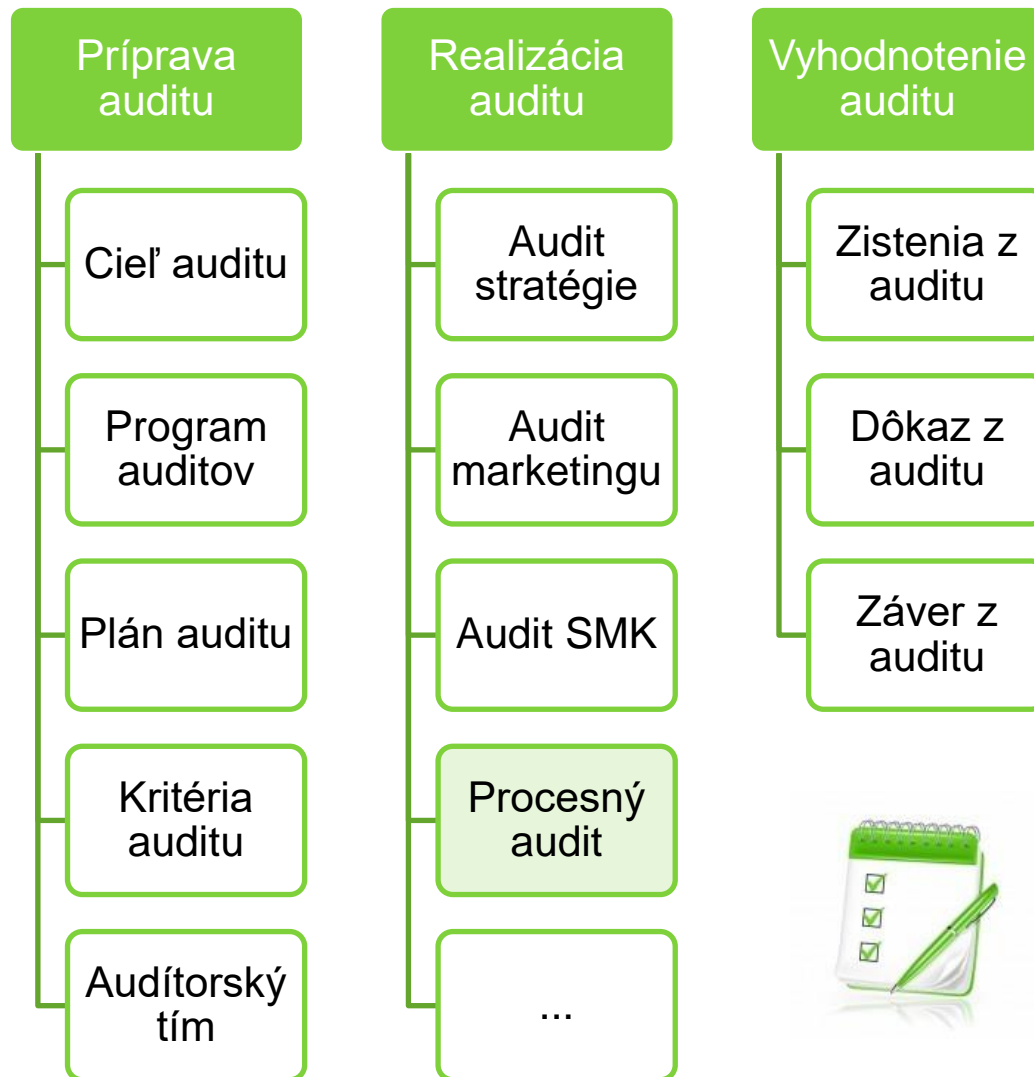 Príprava
auditu
Cieľ auditu
Program
auditov
Plán auditu
Kritéria
auditu
Audítorský
tím
Realizácia
auditu
Audit
stratégie
Audit
marketingu
Audit SMK
Procesný
audit
...
Vyhodnotenie
auditu
Zistenia z
auditu
Dôkaz z
auditu
Záver z
auditu